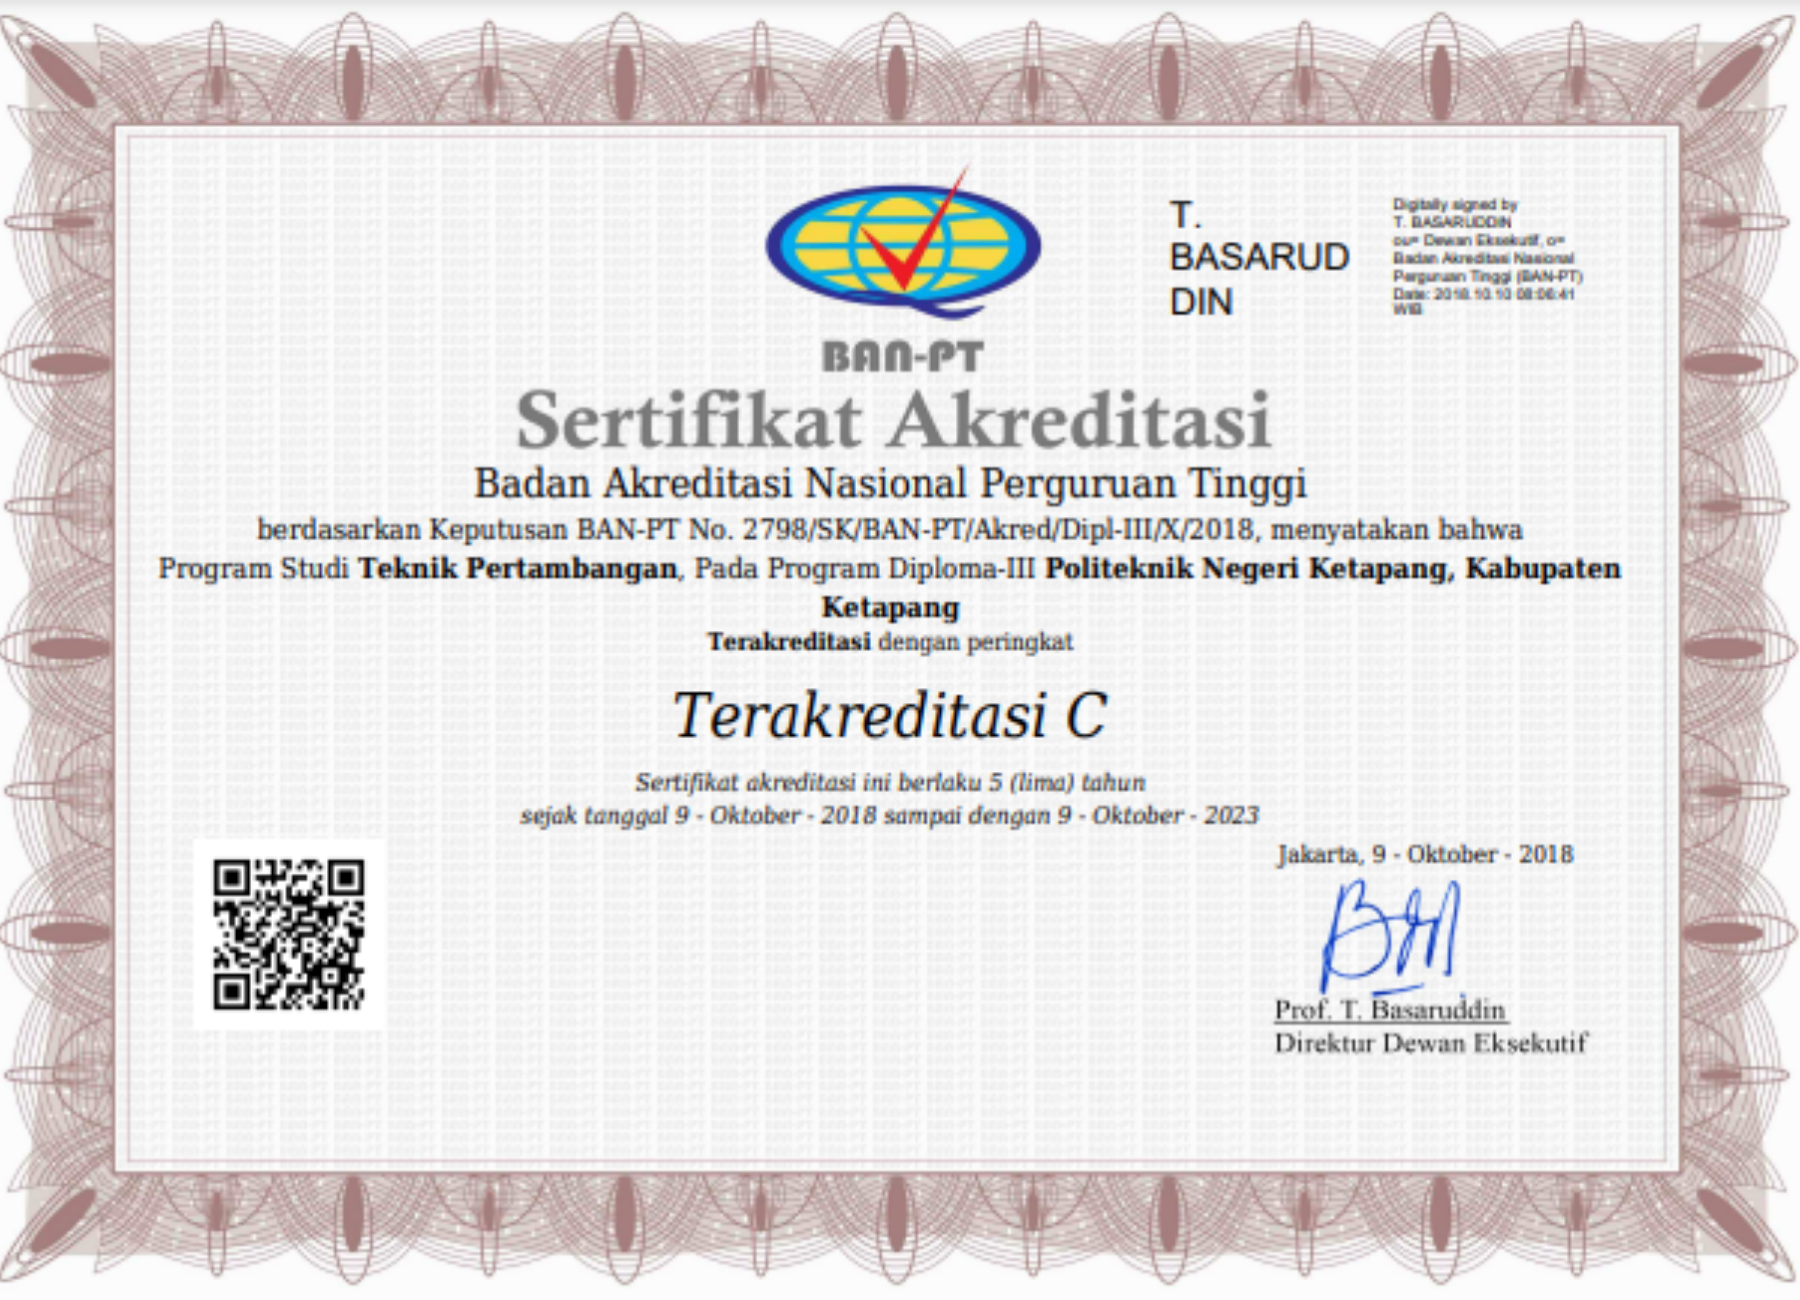 T.
BASARUD
DIN
Digitally signed by
T. BASARUDDIN
ou= Dewan Eksekutif, o=
Badan Akreditasi Nasional
Perguruan Tinggi (BAN-PT)
Date: 2018.10.10 08:06:41
WIB
BAN-PT
Sertifikat Akreditasi
Badan Akreditasi Nasional Perguruan Tinggi
berdasarkan Keputusan BAN-PT No. 2798/SK/BAN-PT/Akred/Dipl-III/X/2018, menyatakan bahwa
Program Studi Teknik Pertambangan, Pada Program Diploma-III Politeknik Negeri Ketapang, Kabupaten
Ketapang
Terakreditasi dengan peringkat
Terakreditasi C
Sertifikat akreditasi ini berlaku 5 (lima) tahun
sejak tanggal 9 - Oktober - 2018 sampai dengan 9 - Oktober - 2023
Jakarta, 9 - Oktober - 2018
Prof. T. Basaruddin
Direktur Dewan Eksekutif